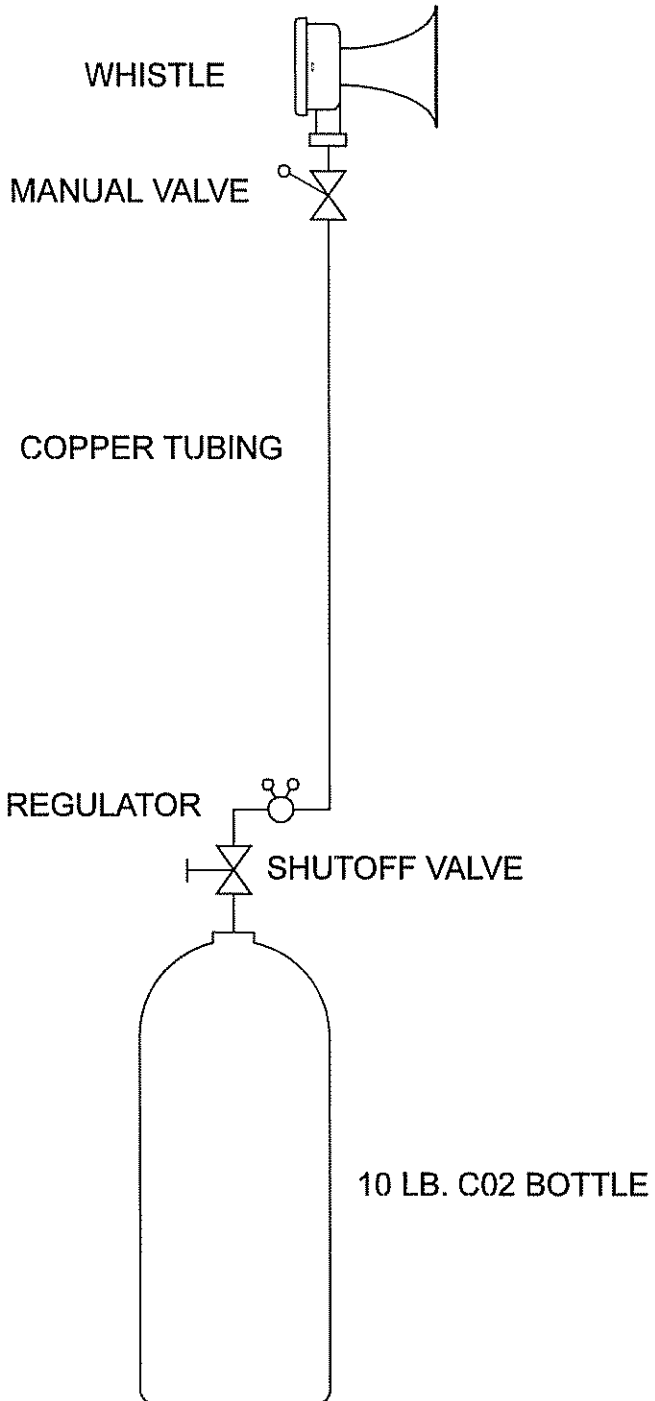 WHISTLE
MANUAL VALVE
COPPER TUBING
REGULATOR
SHUTOFF VALVE
10 LB. C02 BOTTLE